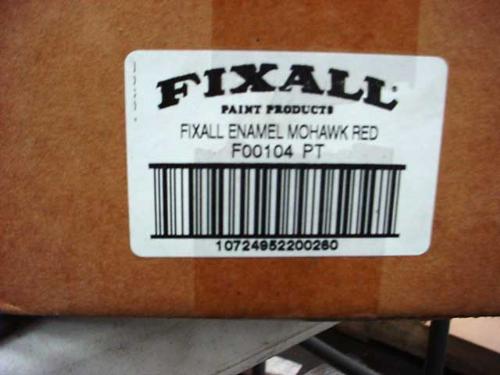 FIXALL
PAINT PRODUCTS
FIXALL ENAMEL MOHAWK RED
F00104 PT
10724952200260